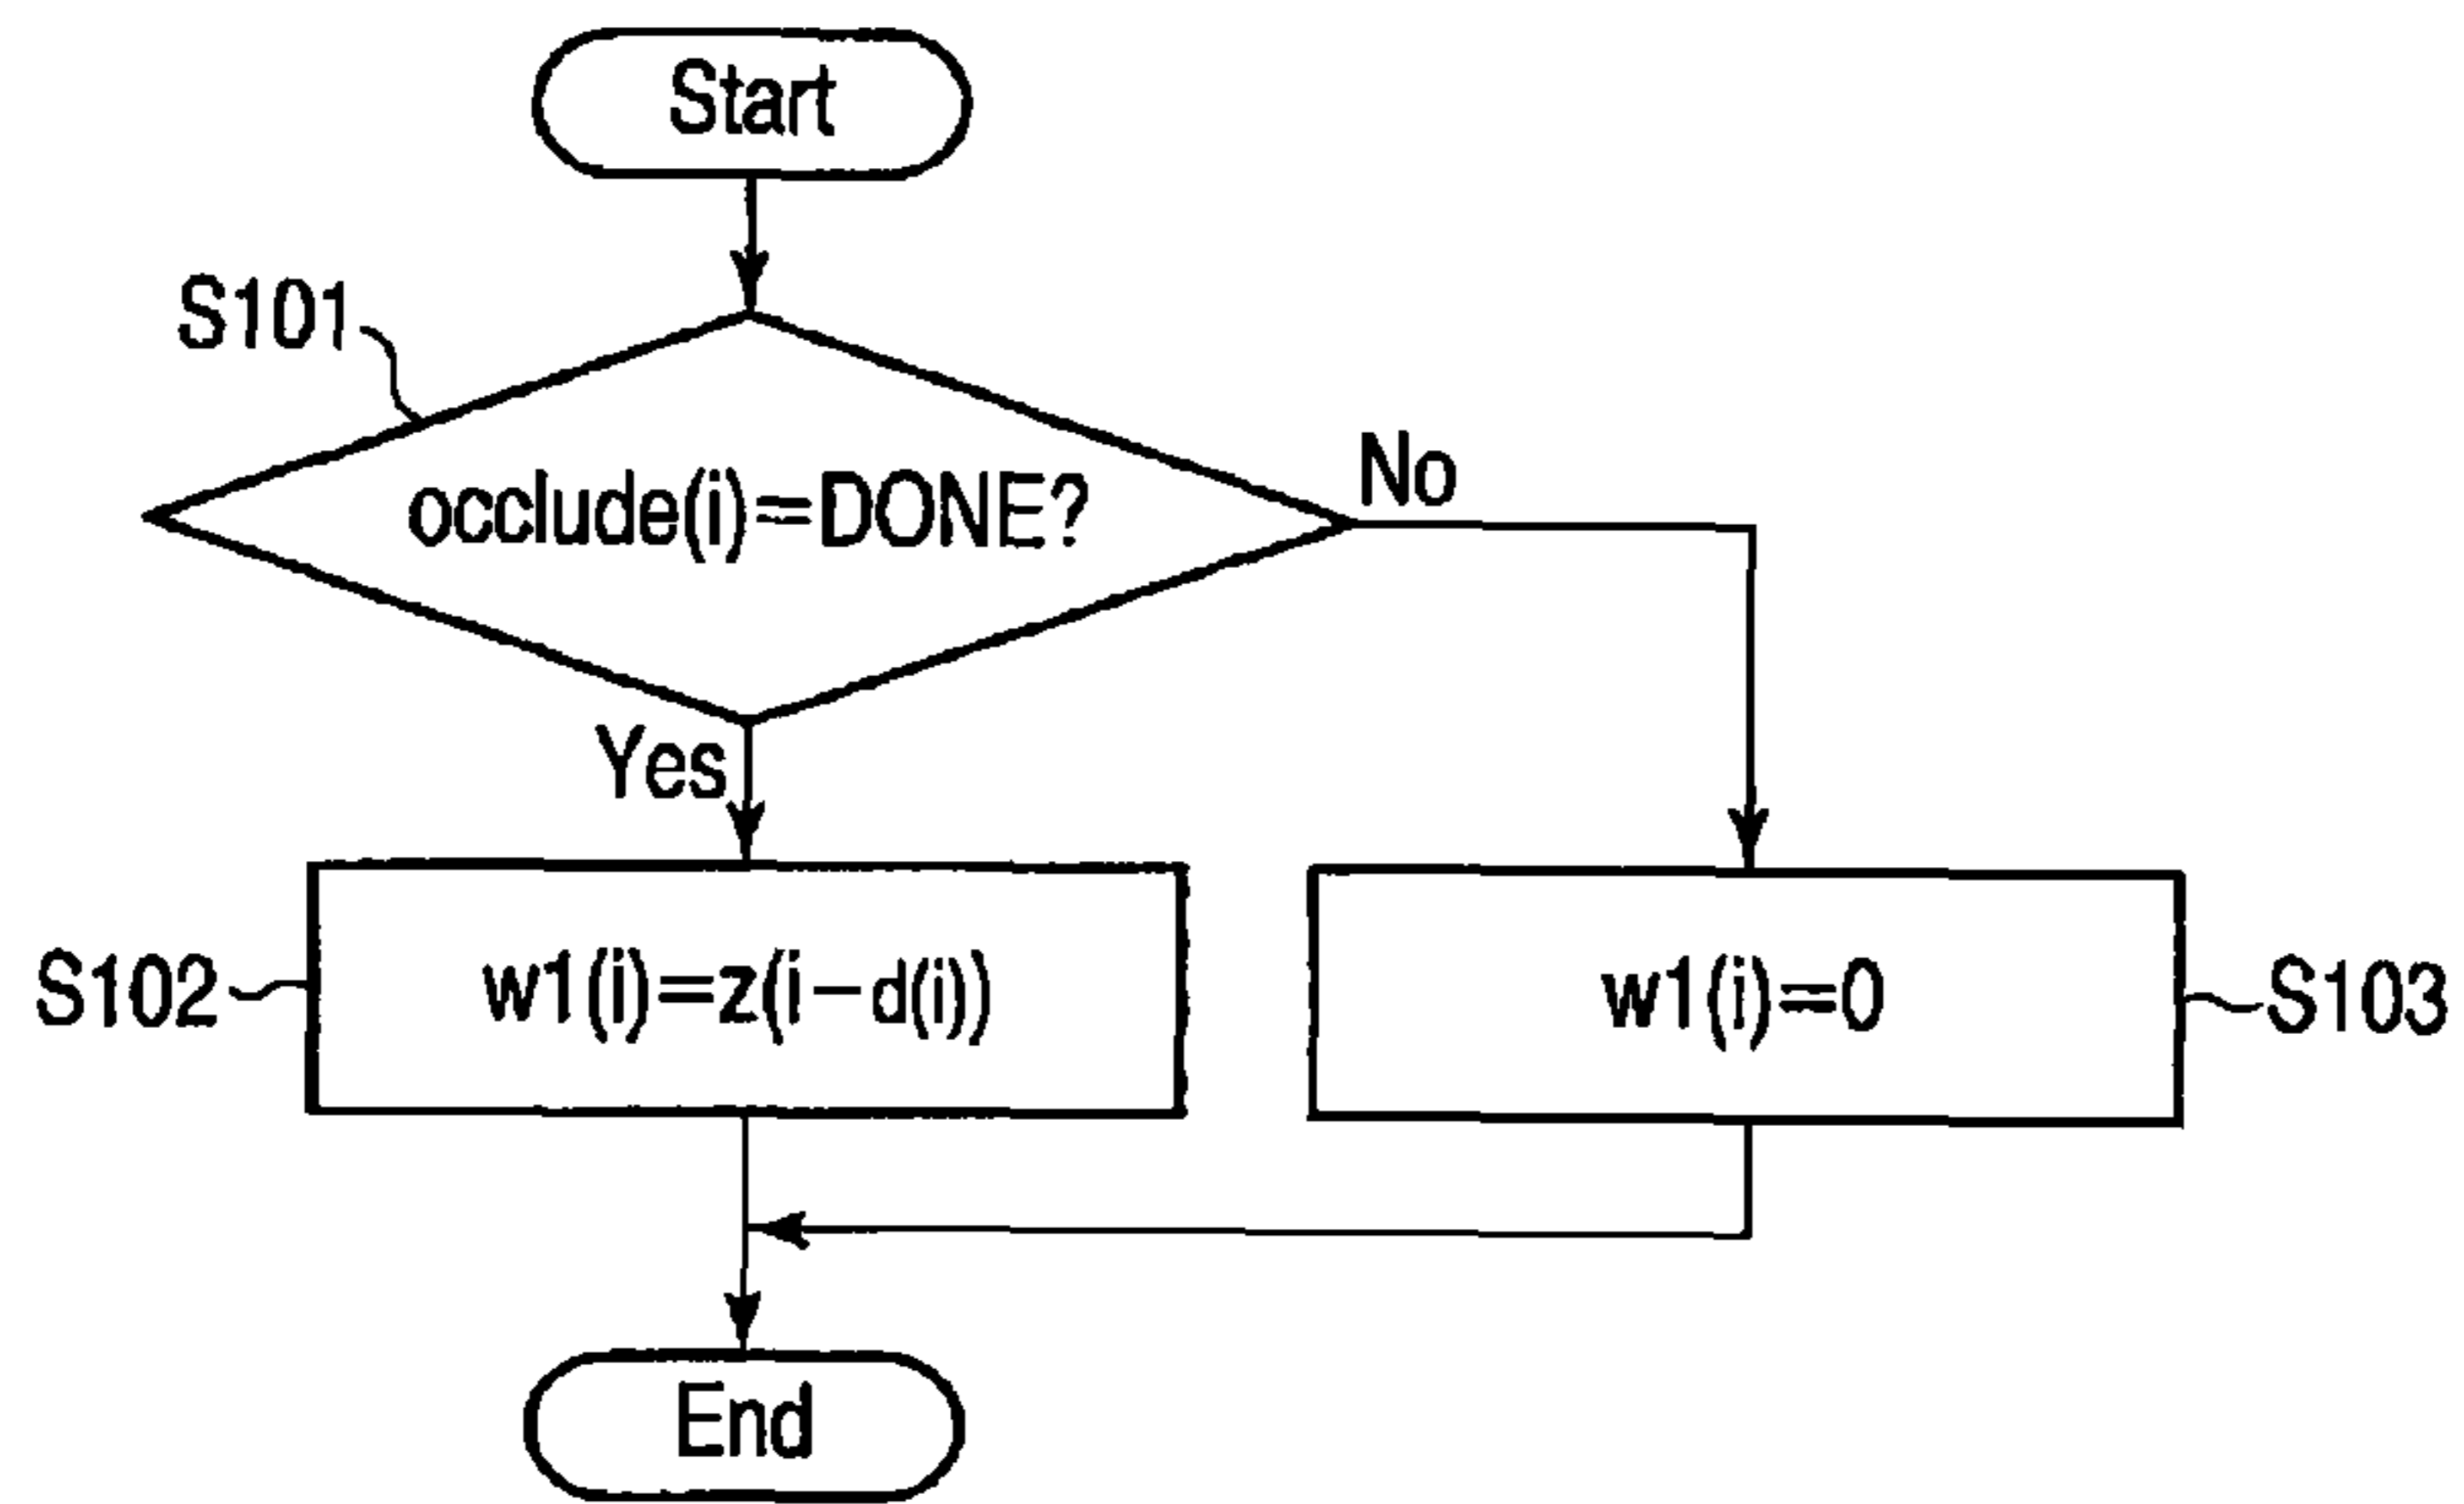 Start
S101
occlude(i)=DONE?
No
Yes
S102
w1(i)=z(i−d(i))
w1(i)=0
S103
End